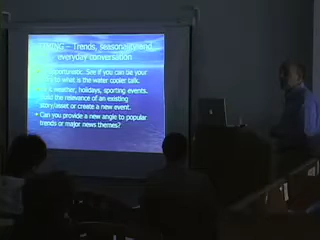 TIMING – Trends, seasonality and
everyday conversation
opportunistic. See if you can tie your
to what is the water cooler talk.
weather, holidays, sporting events.
the relevance of an existing
story/asset or create a new event.
Can you provide a new angle to popular
trends or major news themes?